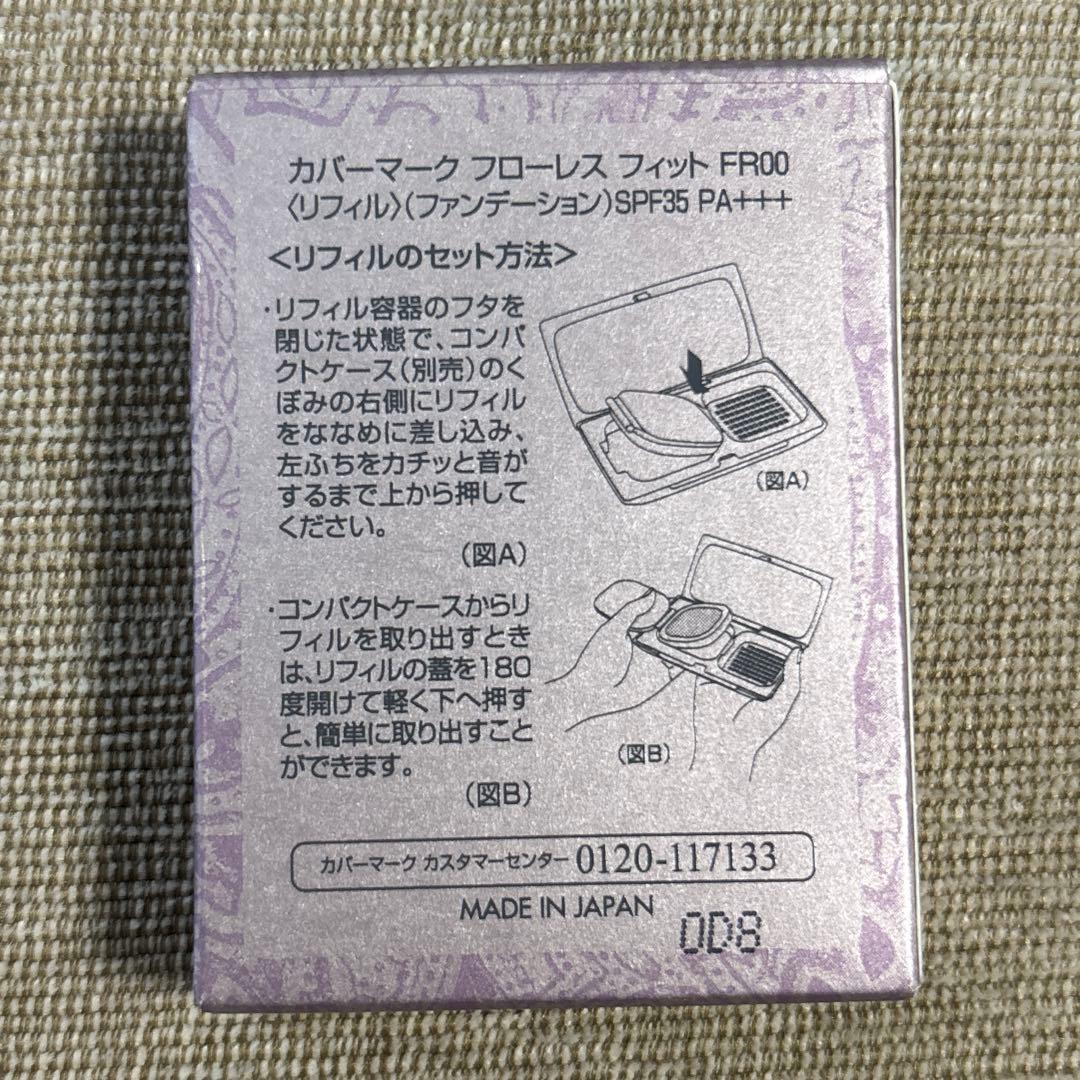 カバーマーク フローレス フィット FR00
〈リフィル〉(ファンデーション)SPF35 PA+++
<リフィルのセット方法>
・リフィル容器のフタを
閉じた状態で、コンパ
クトケース(別売)のく
ぼみの右側にリフィル
をななめに差し込み、
左ふちをカチッと音が
するまで上から押して
ください。
(図A)
(図A)
・コンパクトケースからリ
フィルを取り出すとき
は、リフィルの蓋を180
度開けて軽く下へ押す
と、簡単に取り出すこと
ができます。
(図B)
(図B)
カバーマーク カスタマーセンター 0120-117133
MADE IN JAPAN
0D8